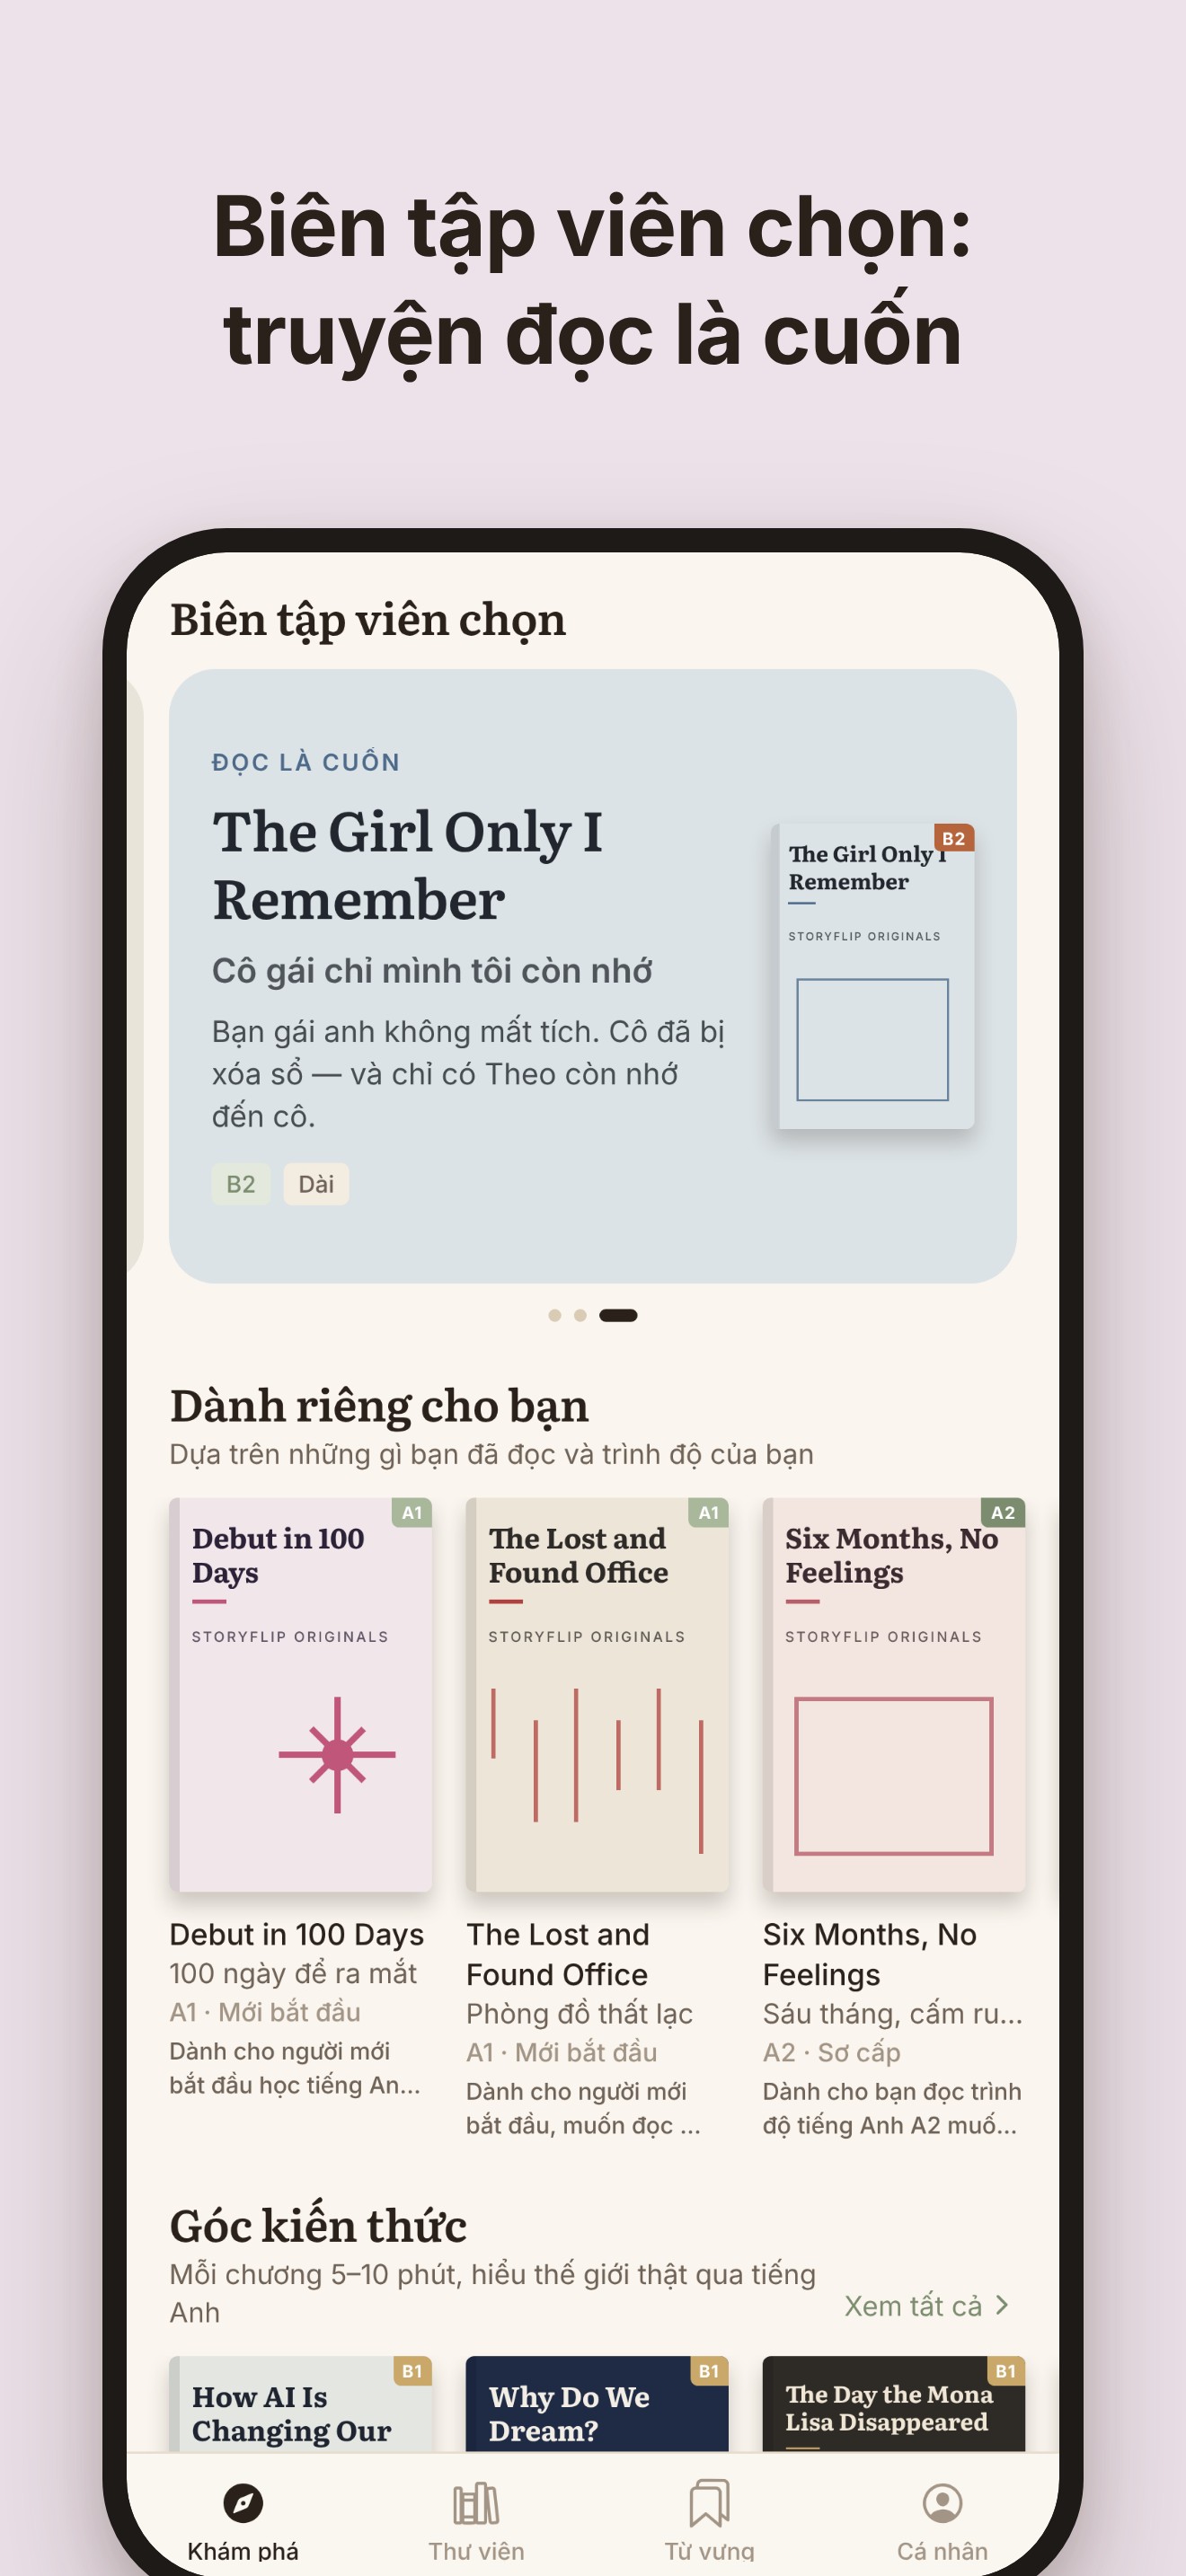 Biên tập viên chọn:
truyện đọc là cuốn
Biên tập viên chọn
ĐỌC LÀ CUỐN
The Girl Only I
Remember
Cô gái chỉ mình tôi còn nhớ
Bạn gái anh không mất tích. Cô đã bị
xóa sổ — và chỉ có Theo còn nhớ
đến cô.
B2
Dài
B2
The Girl Only I
Remember
STORYFLIP ORIGINALS
Dành riêng cho bạn
Dựa trên những gì bạn đã đọc và trình độ của bạn
A1
Debut in 100
Days
STORYFLIP ORIGINALS
Debut in 100 Days
100 ngày để ra mắt
A1 · Mới bắt đầu
Dành cho người mới
bắt đầu học tiếng An...
A1
The Lost and
Found Office
STORYFLIP ORIGINALS
The Lost and
Found Office
Phòng đồ thất lạc
A1 · Mới bắt đầu
Dành cho người mới
bắt đầu, muốn đọc ...
A2
Six Months, No
Feelings
STORYFLIP ORIGINALS
Six Months, No
Feelings
Sáu tháng, cấm ru...
A2 · Sơ cấp
Dành cho bạn đọc trình
độ tiếng Anh A2 muố...
Góc kiến thức
Mỗi chương 5–10 phút, hiểu thế giới thật qua tiếng
Anh
Xem tất cả
B1
How AI Is
Changing Our
B1
Why Do We
Dream?
B1
The Day the Mona
Lisa Disappeared
Khám phá
Thư viện
Từ vựng
Cá nhân